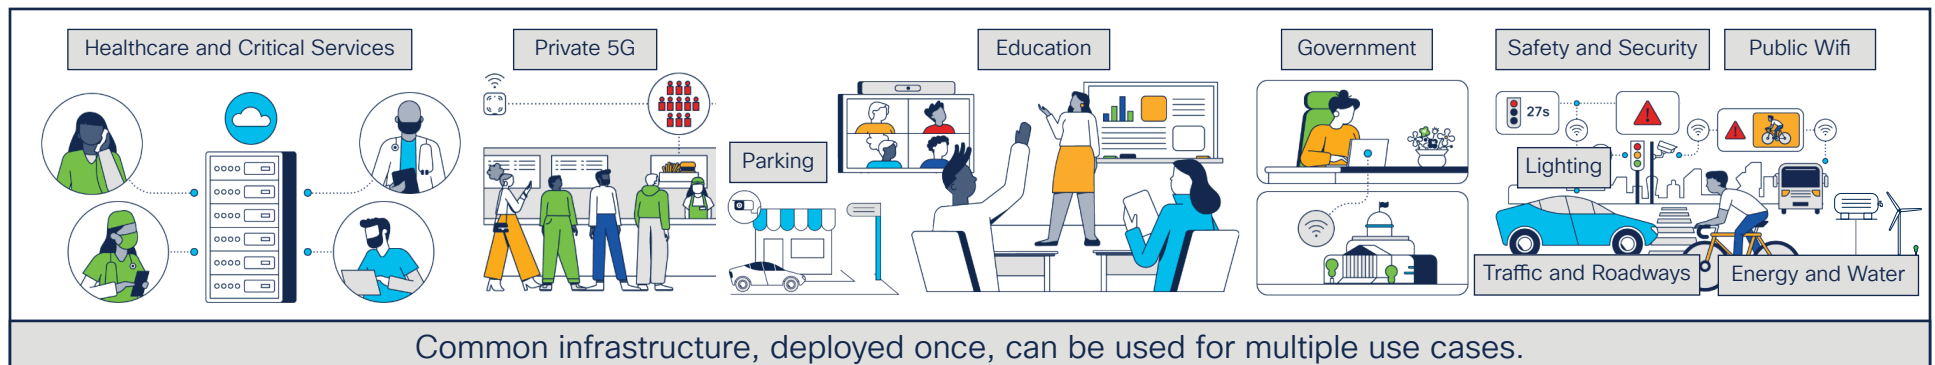 Healthcare and Critical Services
Private 5G
Parking
Education
Government
Safety and Security
Public Wifi
27s
Lighting
Traffic and Roadways
Energy and Water
Common infrastructure, deployed once, can be used for multiple use cases.